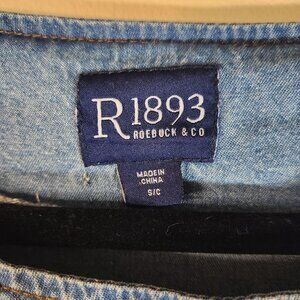 R1893
ROEBUCK & CO
MADE IN
CHINA
S/C